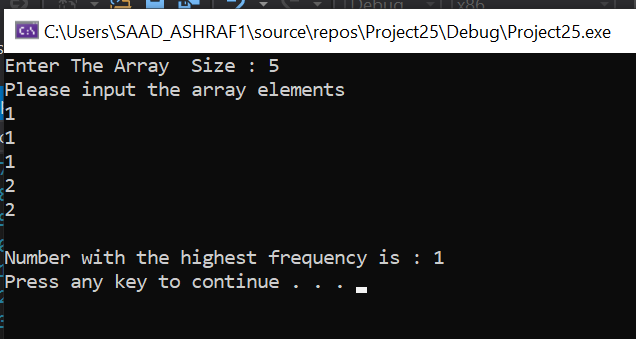 C:\Users\SAAD_ASHRAF1\source\repos\Project25\Debug\Project25.exe
Enter The Array  Size : 5
Please input the array elements
1
1
1
2
2
Number with the highest frequency is : 1
Press any key to continue . . .